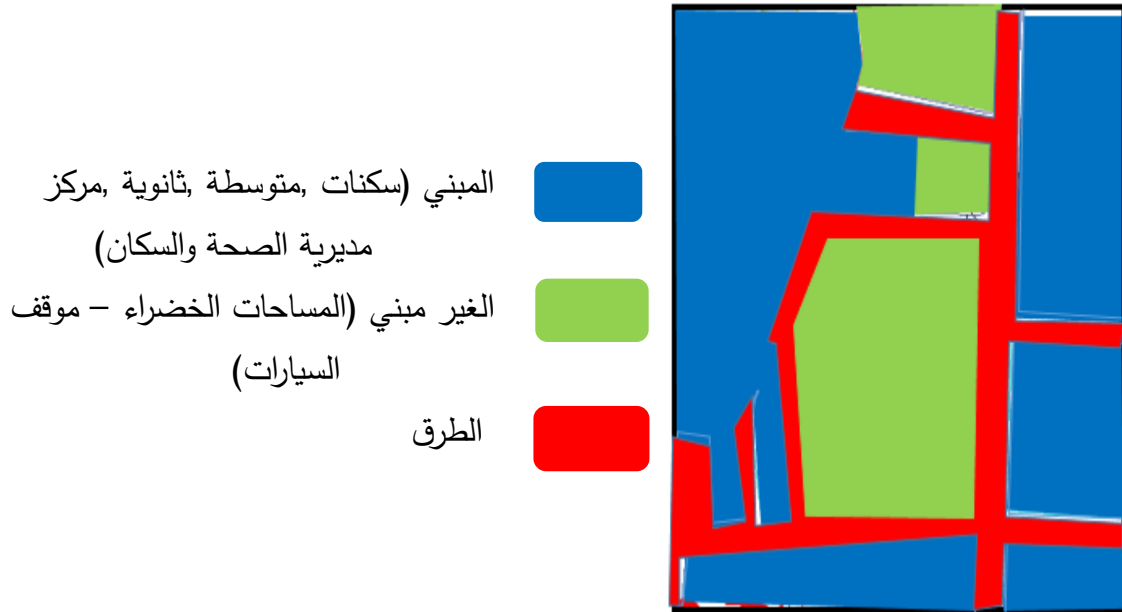 المبني (سكنات ,متوسطة ,ثانوية ,مركز
مديرية الصحة والسكان)
الغير مبني (المساحات الخضراء – موقف
السيارات)
الطرق